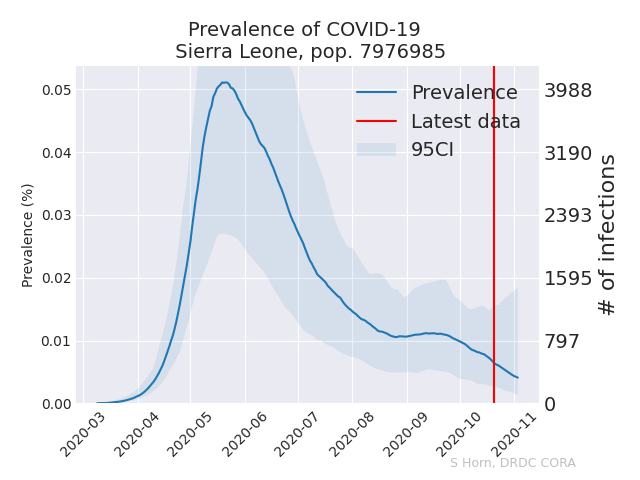 Prevalence of COVID-19
Sierra Leone, pop. 7976985
Prevalence
Latest data
95CI
0.05
0.04
0.03
0.02
0.01
0.00
Prevalence (%)
3988
3190
2393
1595
797
0
# of infections
2020-03
2020-04
2020-05
2020-06
2020-07
2020-08
2020-09
2020-10
2020-11
S Horn, DRDC CORA